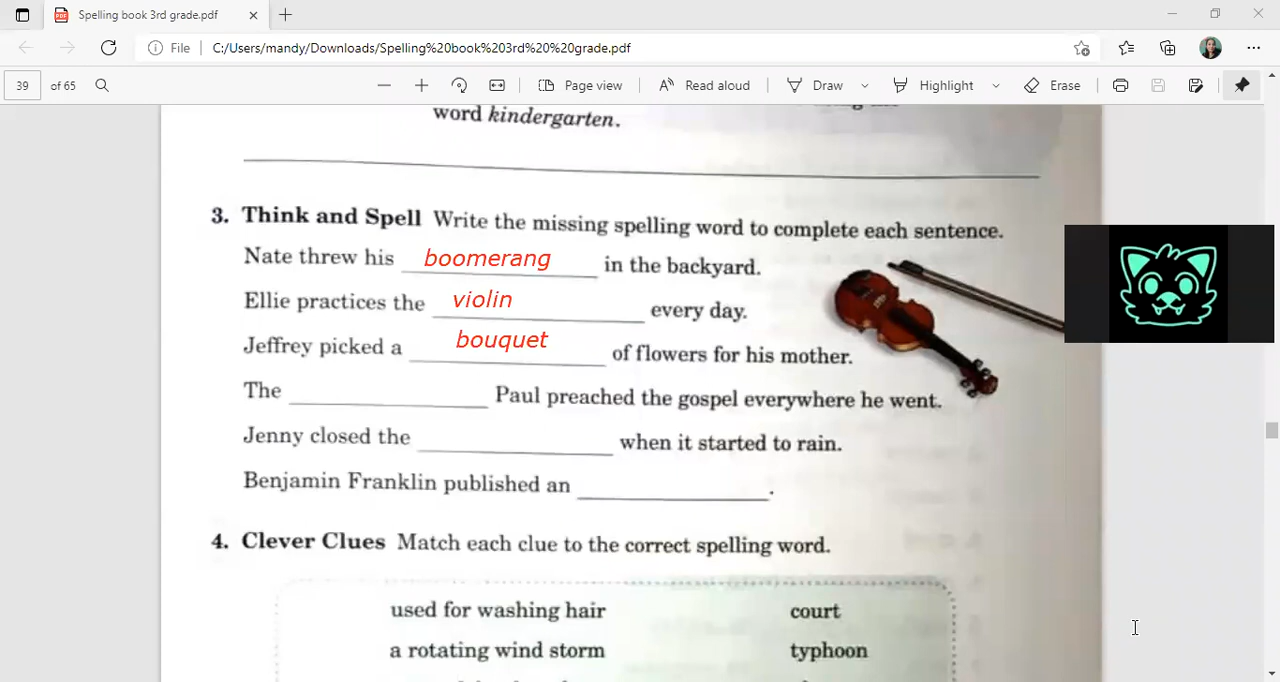 Spelling book 3rd grade.pdf
File C:/Users/mandy/Downloads/Spelling%20book%203rd%20%20grade.pdf
39 of 65 Page view Read aloud Draw Highlight Erase
word kindergarten.
3. Think and Spell Write the missing spelling word to complete each sentence.
Nate threw his boomerang in the backyard.
Ellie practices the violin every day.
Jeffrey picked a bouquet of flowers for his mother.
The Paul preached the gospel everywhere he went.
Jenny closed the when it started to rain.
Benjamin Franklin published an .
4. Clever Clues Match each clue to the correct spelling word.
used for washing hair court
a rotating wind storm typhoon